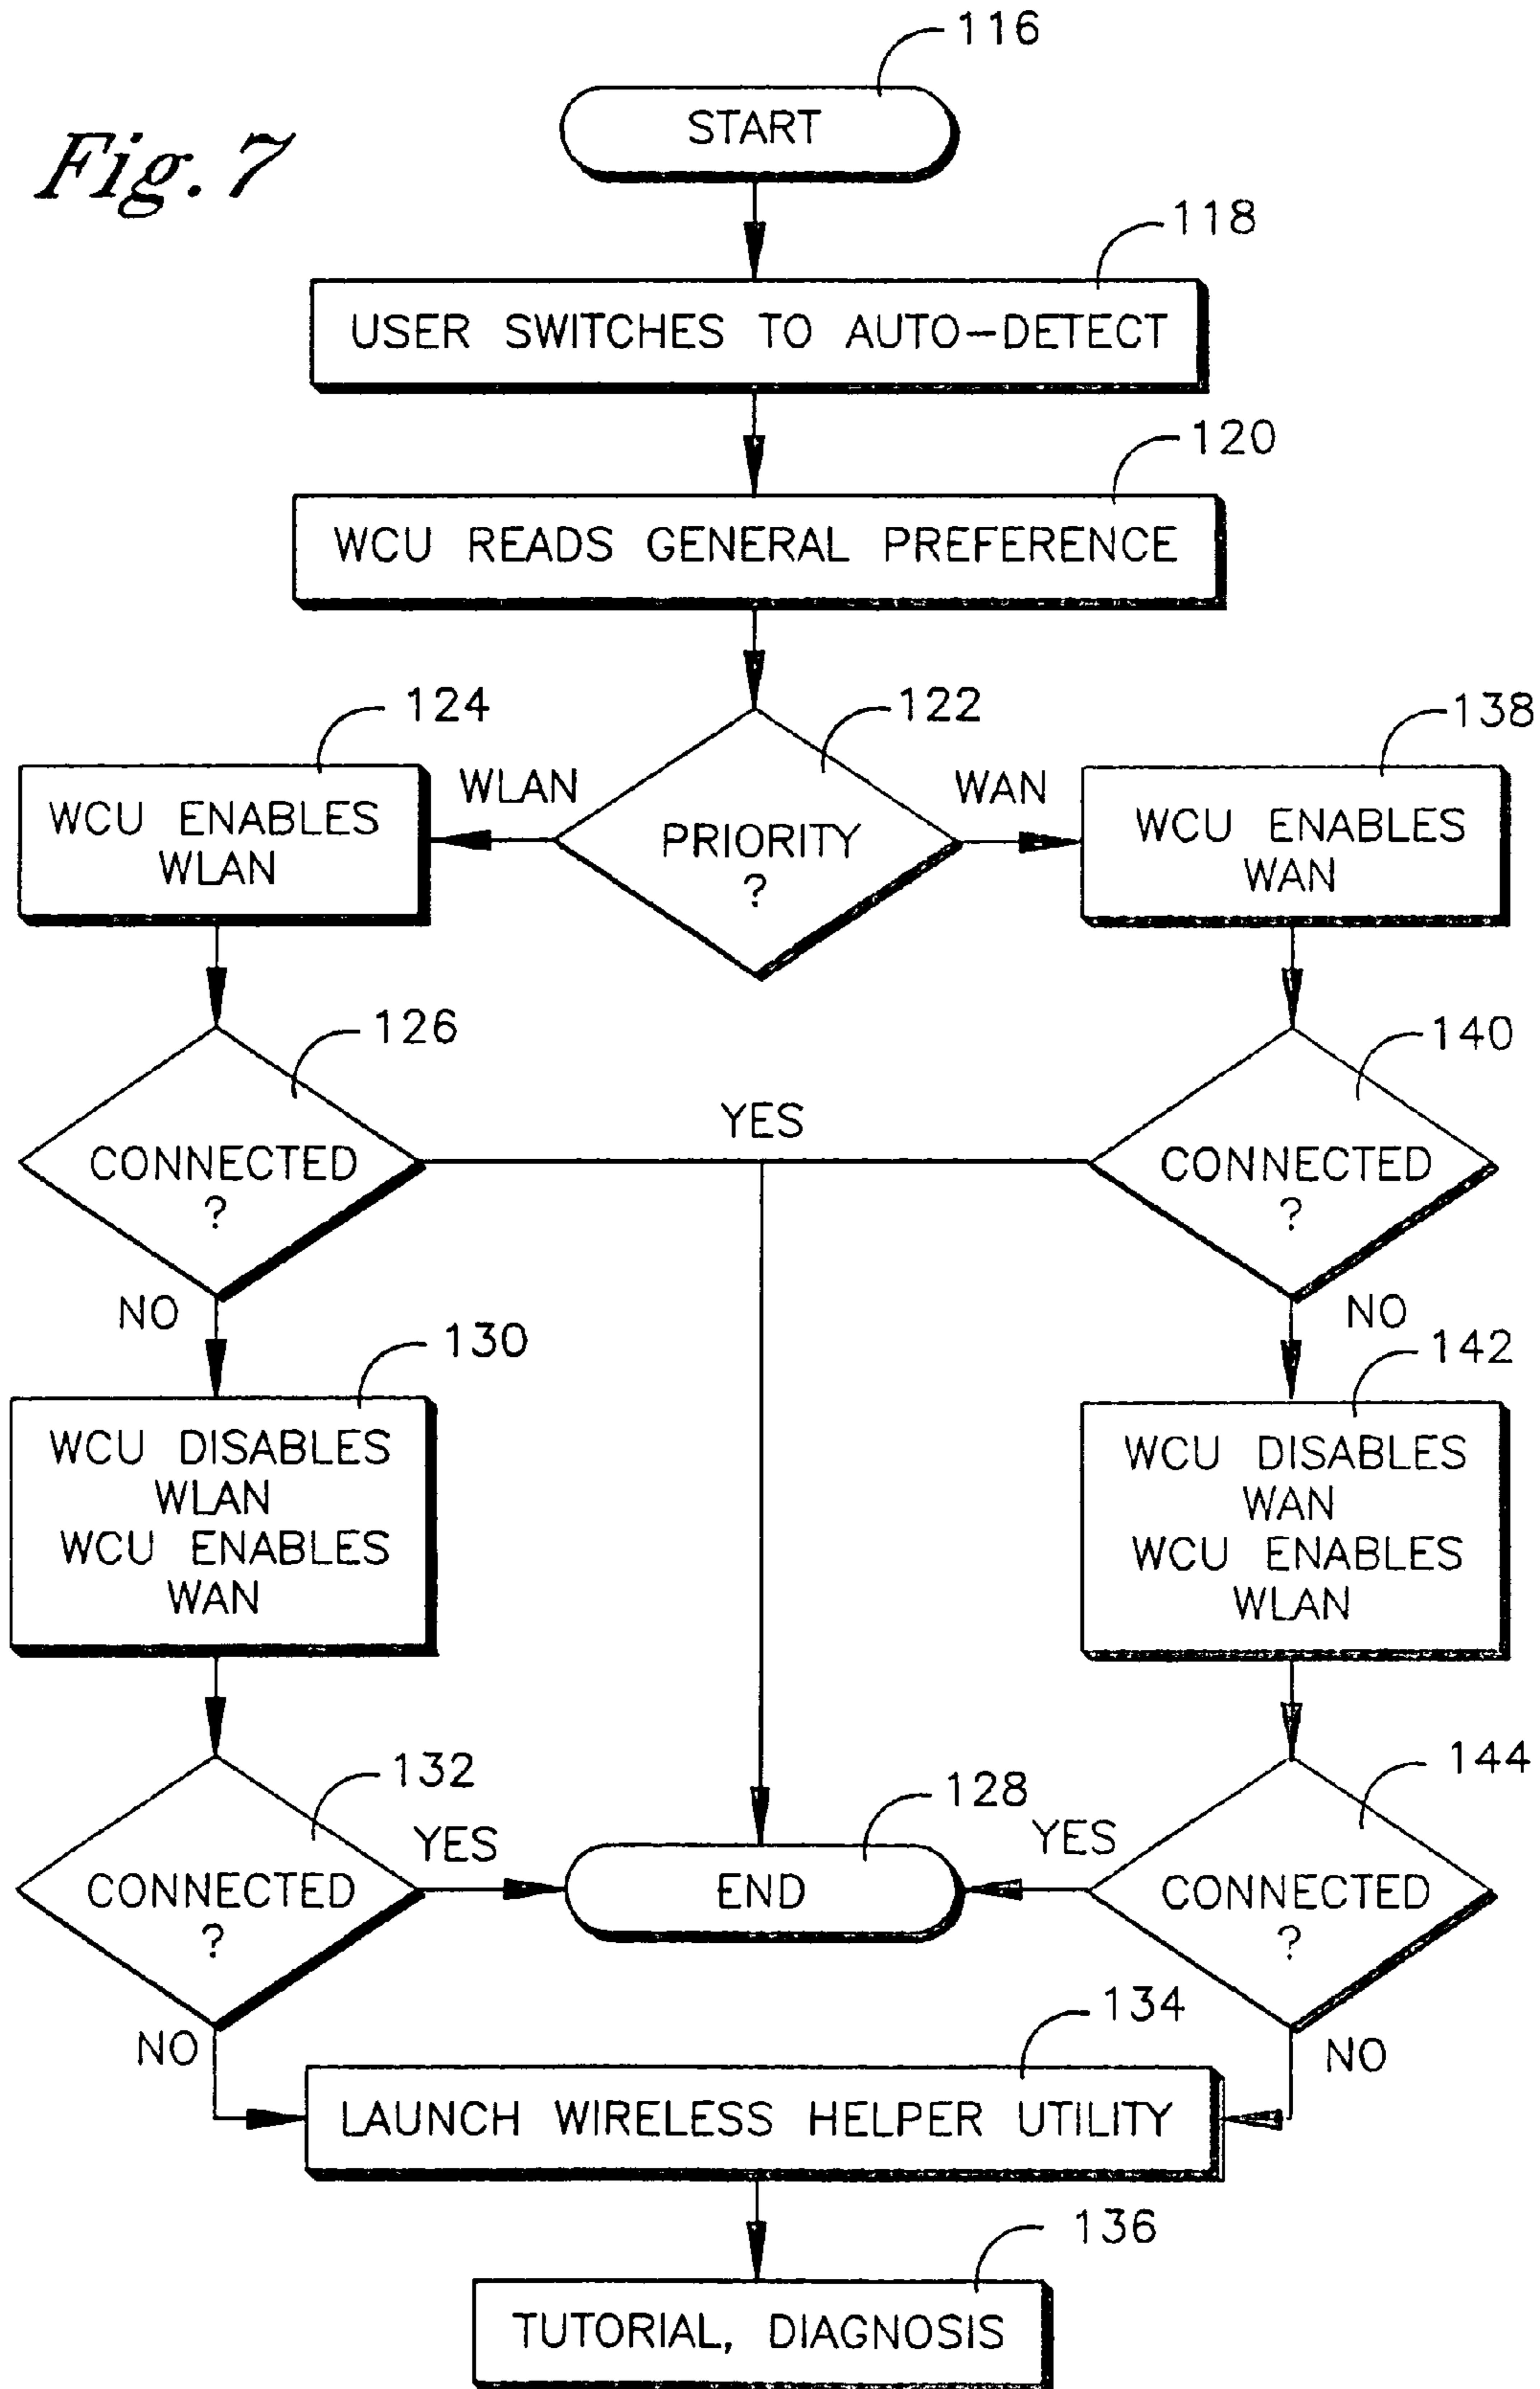 Fig. 7
116
START
118
USER SWITCHES TO AUTO-DETECT
120
WCU READS GENERAL PREFERENCE
124
122
138
WCU ENABLES
WLAN
WLAN
PRIORITY
?
WAN
WCU ENABLES
WAN
126
140
CONNECTED
?
YES
CONNECTED
?
NO
NO
130
142
WCU DISABLES
WLAN
WCU ENABLES
WAN
WCU DISABLES
WAN
WCU ENABLES
WLAN
132
128
144
CONNECTED
?
YES
END
YES
CONNECTED
?
NO
134
NO
LAUNCH WIRELESS HELPER UTILITY
136
TUTORIAL, DIAGNOSIS